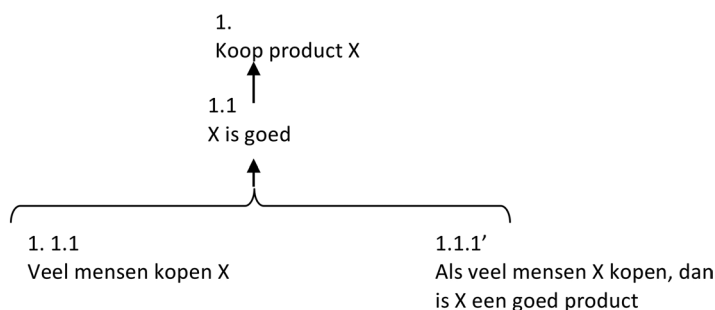 1.
Koop product X
1.1
X is goed
1. 1.1
Veel mensen kopen X
1.1.1’
Als veel mensen X kopen, dan
is X een goed product